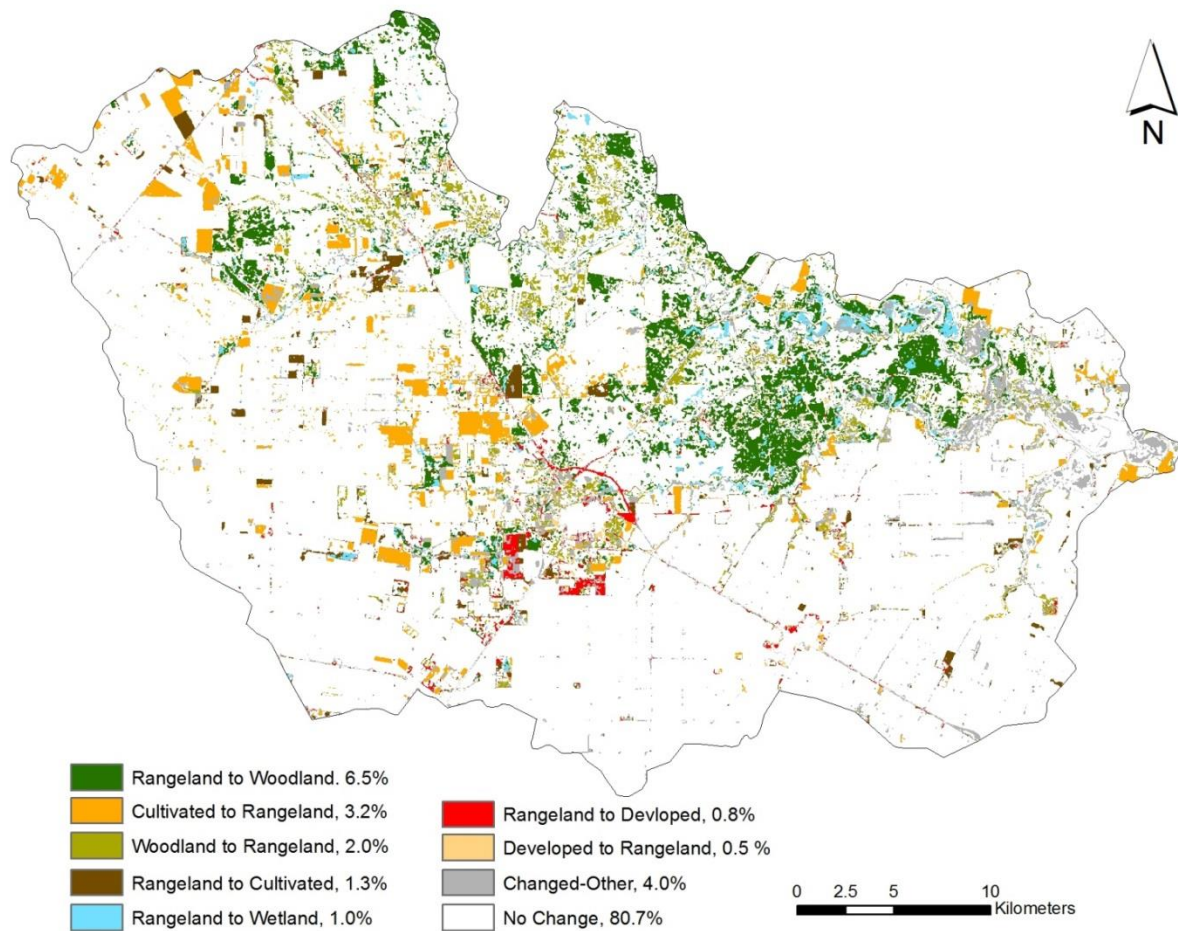 N
Rangeland to Woodland. 6.5%
Cultivated to Rangeland, 3.2%
Woodland to Rangeland, 2.0%
Rangeland to Cultivated, 1.3%
Rangeland to Wetland, 1.0%
Rangeland to Devloped, 0.8%
Developed to Rangeland, 0.5 %
Changed-Other, 4.0%
No Change, 80.7%
0 2.5 5 10
Kilometers